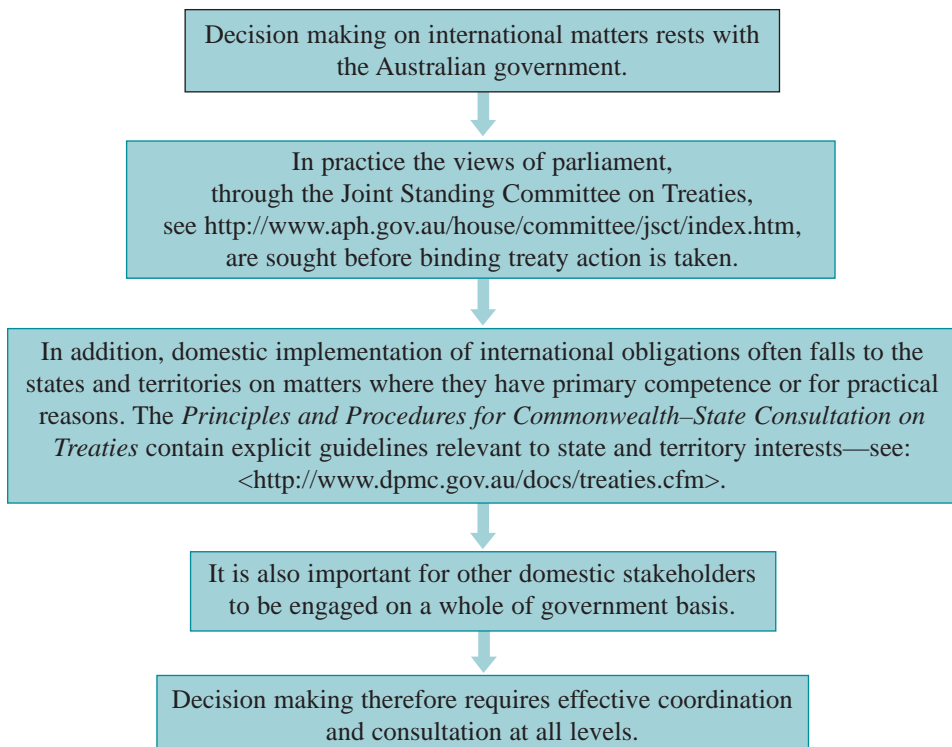 Decision making on international matters rests with
the Australian government.
In practice the views of parliament,
through the Joint Standing Committee on Treaties,
see http://www.aph.gov.au/house/committee/jsct/index.htm,
are sought before binding treaty action is taken.
In addition, domestic implementation of international obligations often falls to the
states and territories on matters where they have primary competence or for practical
reasons. The Principles and Procedures for Commonwealth–State Consultation on
Treaties contain explicit guidelines relevant to state and territory interests—see:
<http://www.dpmc.gov.au/docs/treaties.cfm>.
It is also important for other domestic stakeholders
to be engaged on a whole of government basis.
Decision making therefore requires effective coordination
and consultation at all levels.